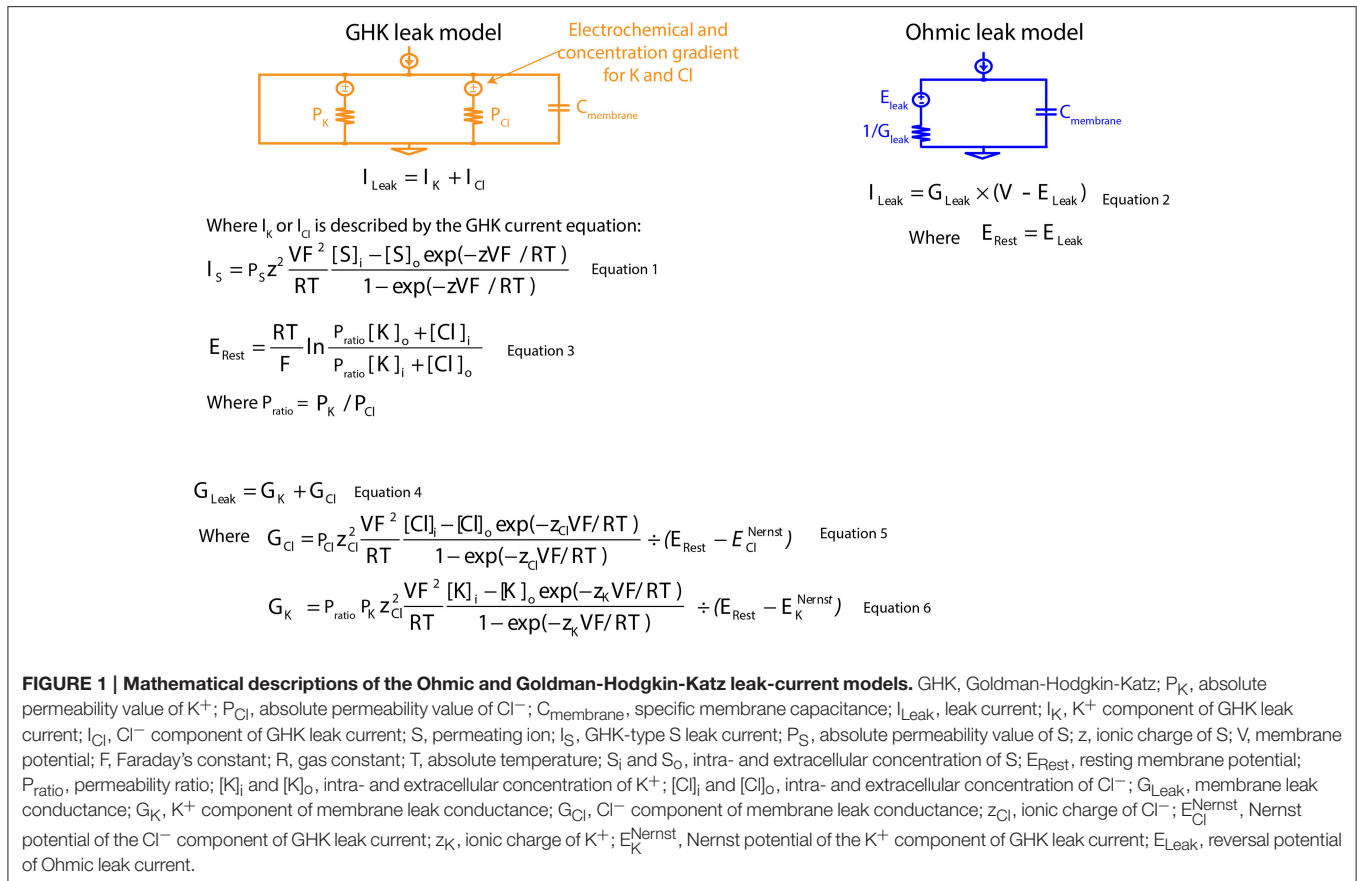 GHK leak model
Electrochemical and
concentration gradient
for K and Cl
P_K
P_Cl
C_membrane
I_Leak = I_K + I_Cl
Where I_K or I_Cl is described by the GHK current equation:
I_S = P_S z² (VF²/RT) ([S]_i − [S]_o exp(−zVF /RT))/(1 − exp(−zVF /RT)) Equation 1
E_Rest = (RT/F) ln (P_ratio [K]_o + [Cl]_i)/(P_ratio [K]_i + [Cl]_o) Equation 3
Where P_ratio = P_K / P_Cl
Ohmic leak model
E_leak
1/G_leak
C_membrane
I_Leak = G_Leak × (V - E_Leak) Equation 2
Where E_Rest = E_Leak
G_Leak = G_K + G_Cl Equation 4
Where G_Cl = P_Cl z_Cl² (VF²/RT) ([Cl]_i − [Cl]_o exp(−z_Cl VF/RT))/(1 − exp(−z_Cl VF/RT)) ÷ (E_Rest − E_Cl^Nernst) Equation 5
G_K = P_ratio P_K z_Cl² (VF²/RT) ([K]_i − [K]_o exp(−z_K VF/RT))/(1 − exp(−z_K VF/RT)) ÷ (E_Rest − E_K^Nernst) Equation 6
FIGURE 1 | Mathematical descriptions of the Ohmic and Goldman-Hodgkin-Katz leak-current models. GHK, Goldman-Hodgkin-Katz; P_K, absolute
permeability value of K⁺; P_Cl, absolute permeability value of Cl⁻; C_membrane, specific membrane capacitance; I_Leak, leak current; I_K, K⁺ component of GHK leak
current; I_Cl, Cl⁻ component of GHK leak current; S, permeating ion; I_S, GHK-type S leak current; P_S, absolute permeability value of S; z, ionic charge of S; V, membrane
potential; F, Faraday's constant; R, gas constant; T, absolute temperature; S_i and S_o, intra- and extracellular concentration of S; E_Rest, resting membrane potential;
P_ratio, permeability ratio; [K]_i and [K]_o, intra- and extracellular concentration of K⁺; [Cl]_i and [Cl]_o, intra- and extracellular concentration of Cl⁻; G_Leak, membrane leak
conductance; G_K, K⁺ component of membrane leak conductance; G_Cl, Cl⁻ component of membrane leak conductance; z_Cl, ionic charge of Cl⁻; E_Cl^Nernst, Nernst
potential of the Cl⁻ component of GHK leak current; z_K, ionic charge of K⁺; E_K^Nernst, Nernst potential of the K⁺ component of GHK leak current; E_Leak, reversal potential
of Ohmic leak current.